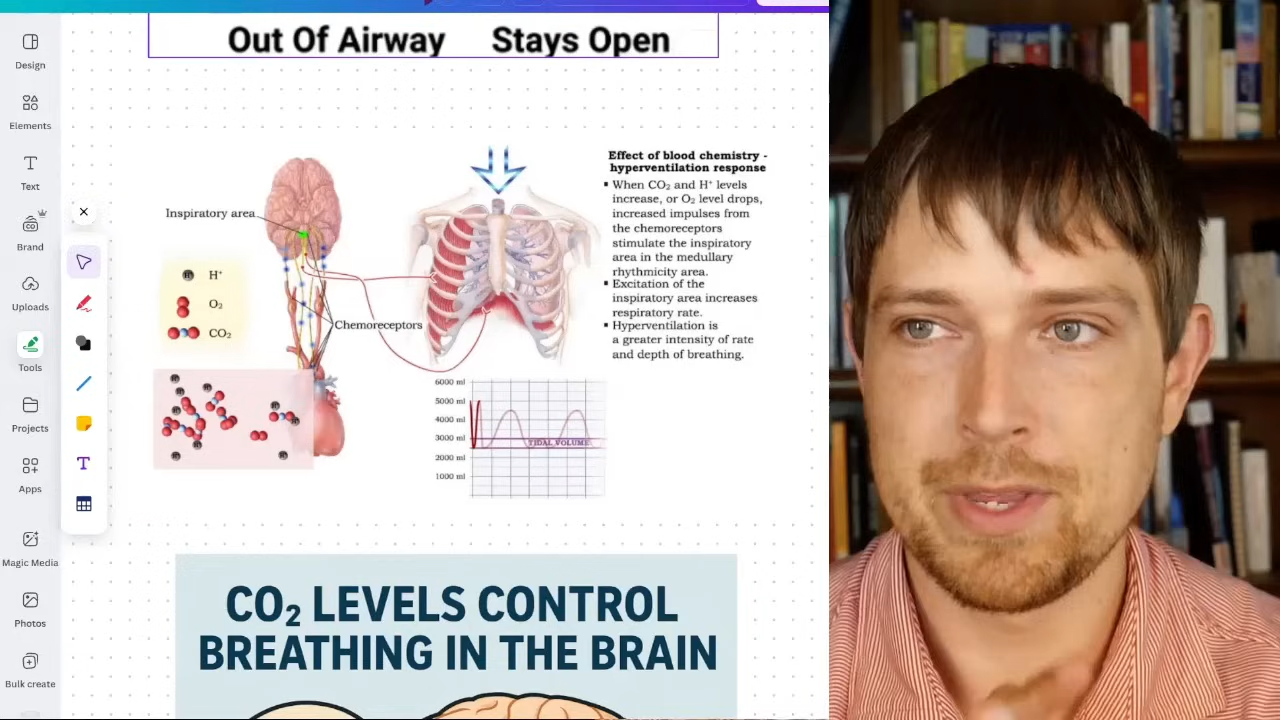 Out Of Airway Stays Open
Design
Elements
Text
Brand
Uploads
Tools
Projects
Apps
Magic Media
Photos
Bulk create
Inspiratory area
H⁺
O₂
CO₂
Chemoreceptors
6000 ml
5000 ml
4000 ml
3000 ml
2000 ml
1000 ml
TIDAL VOLUME
Effect of blood chemistry -
hyperventilation response
▪ When CO₂ and H⁺ levels
increase, or O₂ level drops,
increased impulses from
the chemoreceptors
stimulate the inspiratory
area in the medullary
rhythmicity area.
▪ Excitation of the
inspiratory area increases
respiratory rate.
▪ Hyperventilation is
a greater intensity of rate
and depth of breathing.
CO₂ LEVELS CONTROL
BREATHING IN THE BRAIN